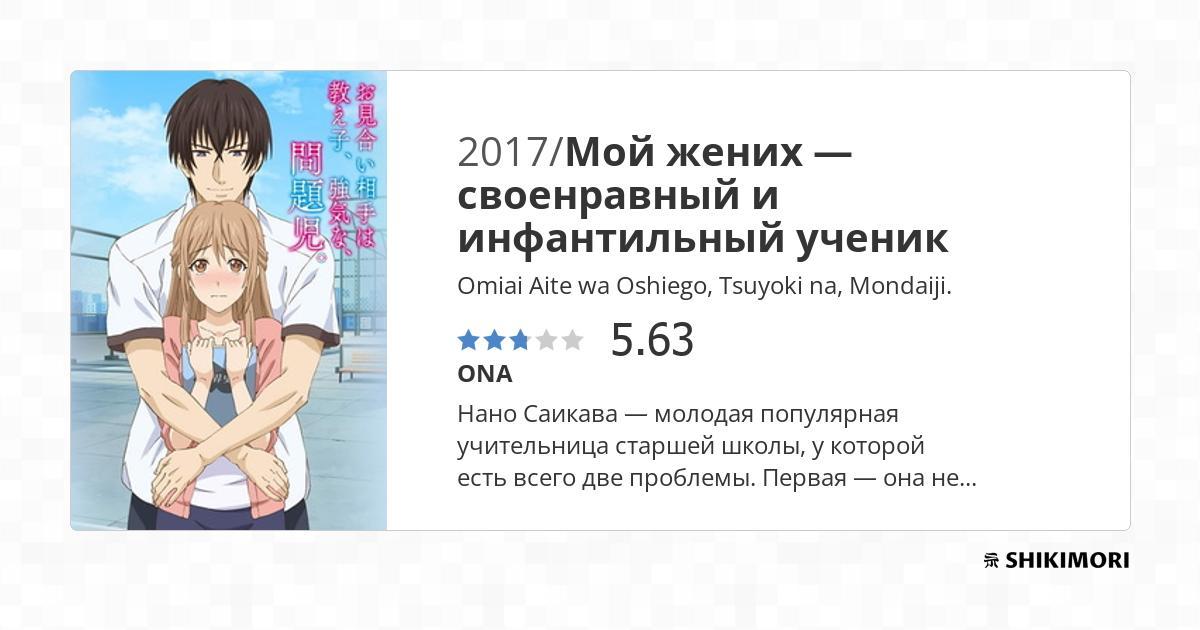 お見合い相手は
教え子、強気な、
問題児。
2017/Мой жених —
своенравный и
инфантильный ученик
Omiai Aite wa Oshiego, Tsuyoki na, Mondaiji.
5.63
ONA
Нано Саикава — молодая популярная
учительница старшей школы, у которой
есть всего две проблемы. Первая — она не...
SHIKIMORI